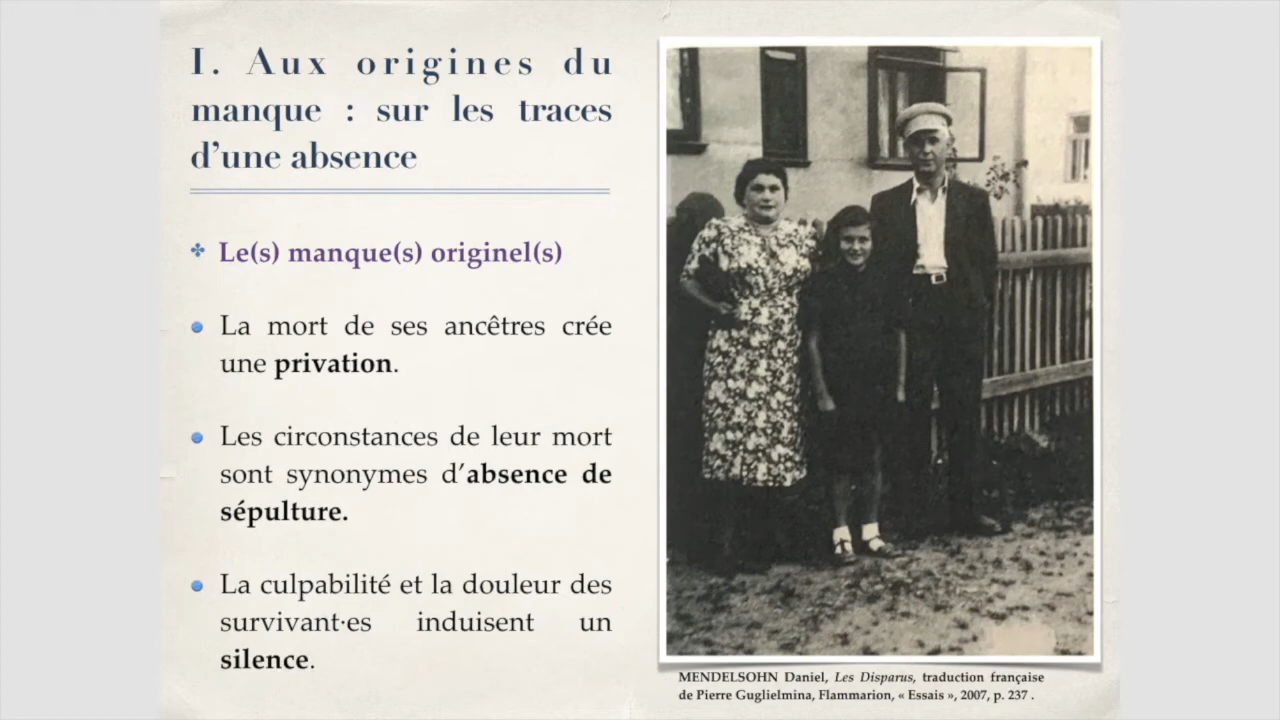 I. Aux origines du
manque : sur les traces
d’une absence
Le(s) manque(s) originel(s)
La mort de ses ancêtres crée
une privation.
Les circonstances de leur mort
sont synonymes d’absence de
sépulture.
La culpabilité et la douleur des
survivant·es induisent un
silence.
MENDELSOHN Daniel, Les Disparus, traduction française
de Pierre Guglielmina, Flammarion, « Essais », 2007, p. 237 .